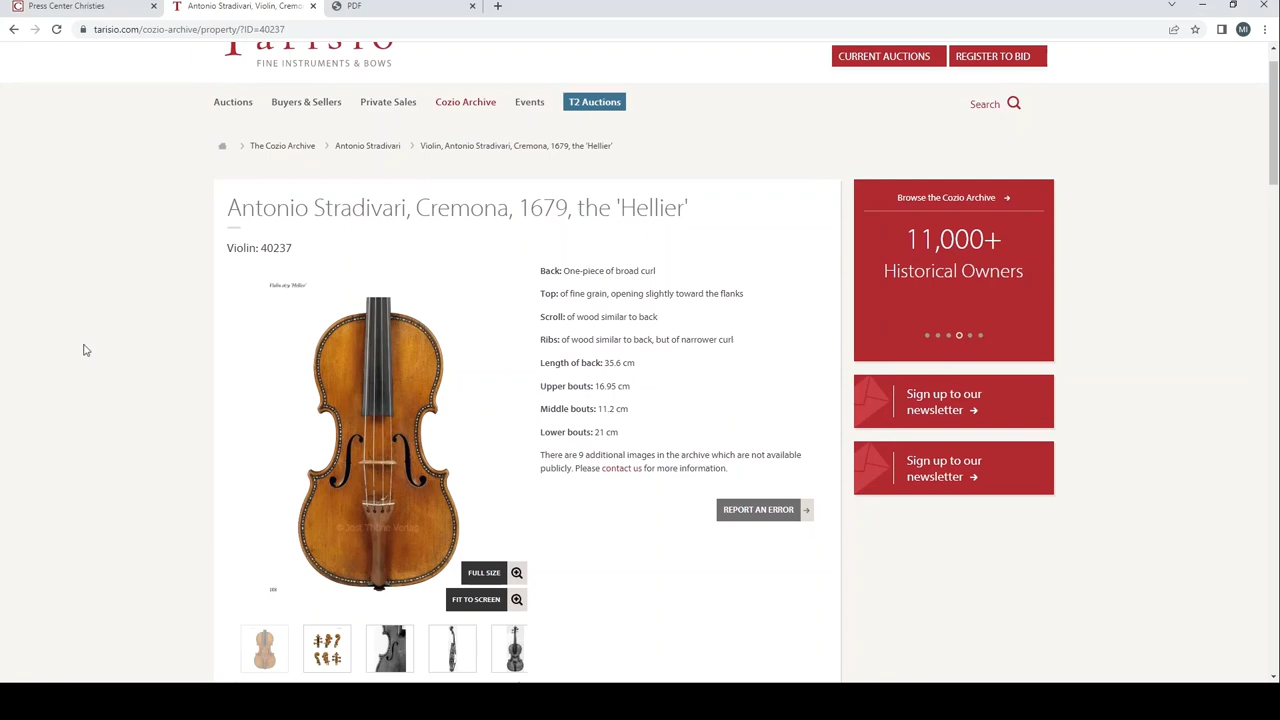 Press Center Christies
Antonio Stradivari, Violin, Cremo
PDF
tarisio.com/cozio-archive/property/?ID=40237
MI
Tarisio
FINE INSTRUMENTS & BOWS
CURRENT AUCTIONS
REGISTER TO BID
Auctions Buyers & Sellers Private Sales Cozio Archive Events T2 Auctions
Search
The Cozio Archive Antonio Stradivari Violin, Antonio Stradivari, Cremona, 1679, the 'Hellier'
Antonio Stradivari, Cremona, 1679, the 'Hellier'
Violin: 40237
© Jost Thöne Verlag
FULL SIZE
FIT TO SCREEN
Back: One-piece of broad curl
Top: of fine grain, opening slightly toward the flanks
Scroll: of wood similar to back
Ribs: of wood similar to back, but of narrower curl
Length of back: 35.6 cm
Upper bouts: 16.95 cm
Middle bouts: 11.2 cm
Lower bouts: 21 cm
There are 9 additional images in the archive which are not available
publicly. Please contact us for more information.
REPORT AN ERROR
Browse the Cozio Archive
11,000+
Historical Owners
Sign up to our
newsletter
Sign up to our
newsletter